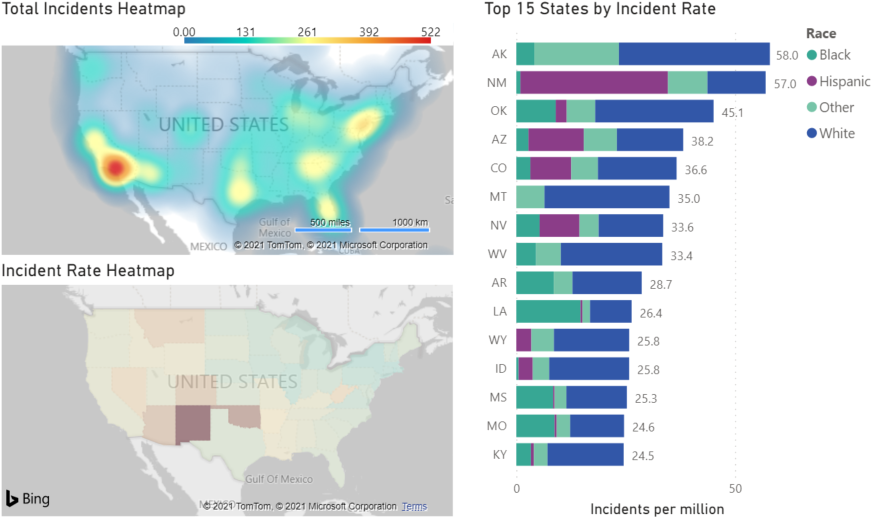 Total Incidents Heatmap
0.00 131 261 392 522
UNITED STATES
Gulf of
Mexico
500 miles 1000 km
MEXICO
© 2021 TomTom, © 2021 Microsoft Corporation
CUBA
Incident Rate Heatmap
UNITED STATES
Gulf Of Mexico
MEXICO
Bing
© 2021 TomTom, © 2021 Microsoft Corporation Terms
Top 15 States by Incident Rate
Race
Black
Hispanic
Other
White
AK 58.0
NM 57.0
OK 45.1
AZ 38.2
CO 36.6
MT 35.0
NV 33.6
WV 33.4
AR 28.7
LA 26.4
WY 25.8
ID 25.8
MS 25.3
MO 24.6
KY 24.5
0 50
Incidents per million